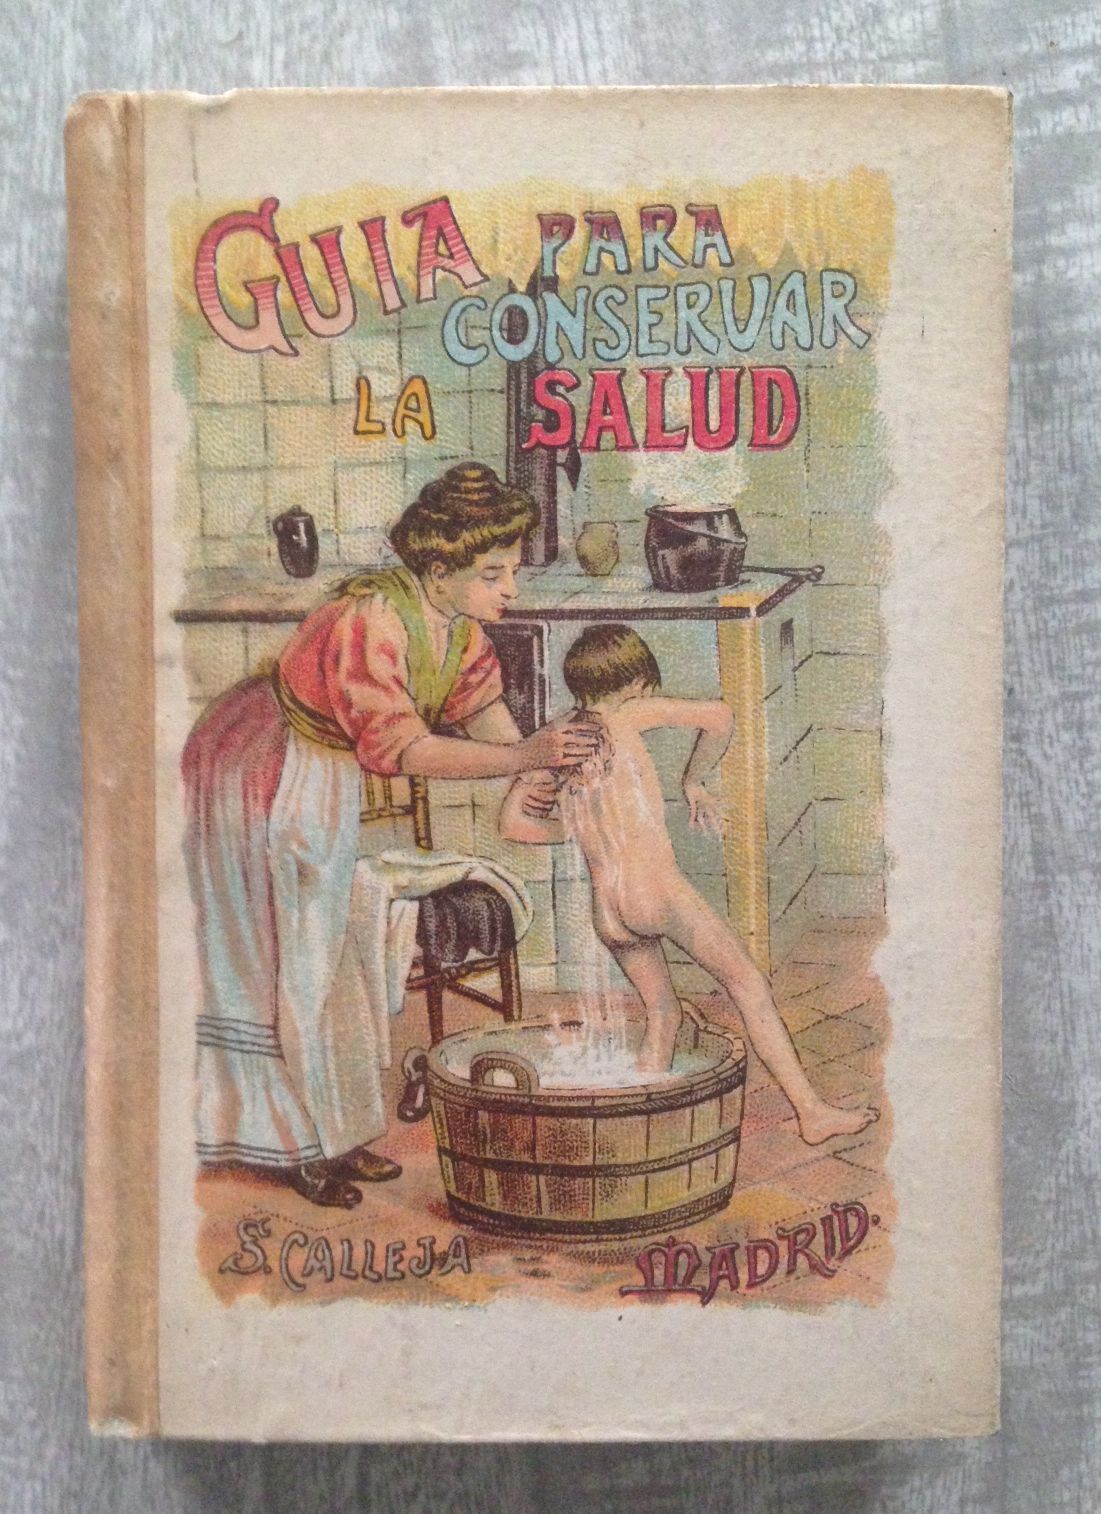 GUIA PARA
CONSERVAR
LA SALUD
S. CALLEJA MADRID.